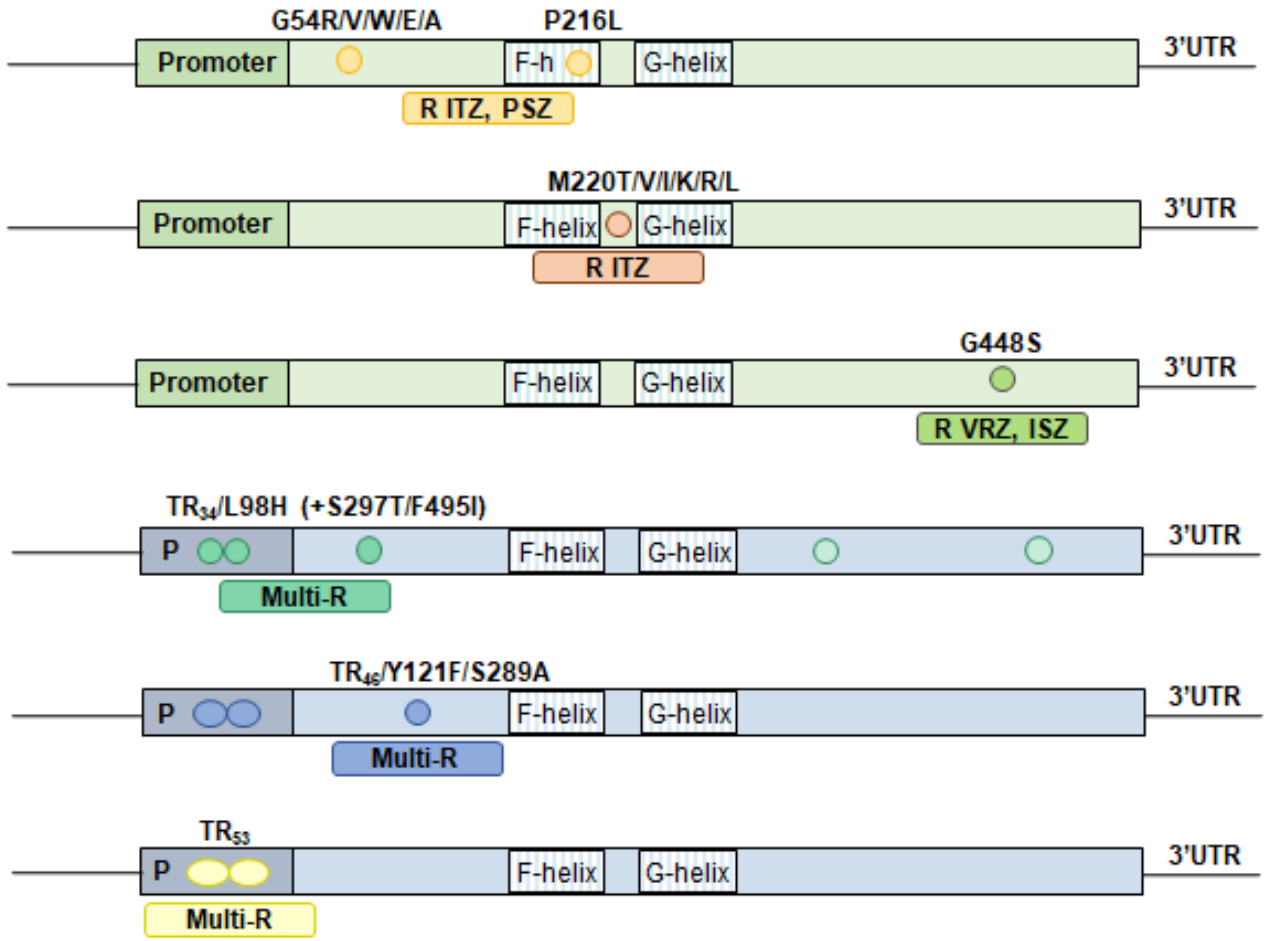 G54R/V/W/E/A P216L
3'UTR
Promoter F-h G-helix
R ITZ, PSZ
M220T/V/I/K/R/L
3'UTR
Promoter F-helix G-helix
R ITZ
G448S
3'UTR
Promoter F-helix G-helix
R VRZ, ISZ
TR34/L98H (+S297T/F495I)
3'UTR
P F-helix G-helix
Multi-R
TR46/Y121F/S289A
3'UTR
P F-helix G-helix
Multi-R
TR53
3'UTR
P F-helix G-helix
Multi-R